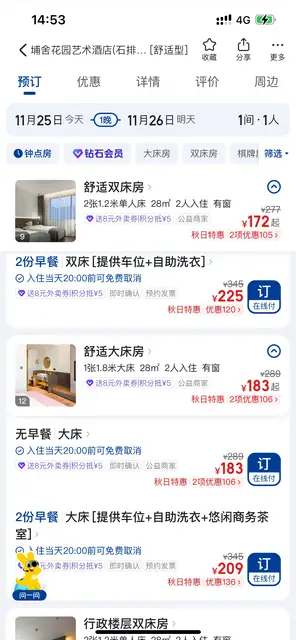 14:53
4G
埔舍花园艺术酒店(石排... [舒适型]
收藏
分享
更多
预订
优惠
详情
评价
周边
11月25日 今天
1晚
11月26日 明天
1间·1人
钟点房
钻石会员
大床房
双床房
棋牌
筛选
舒适双床房
2张1.2米单人床 28㎡ 2人入住 有窗
送8元外卖券|积分抵¥5
公益商家
¥277
¥172起
秋日特惠 2项优惠105
9
2份早餐 双床[提供车位+自助洗衣]
入住当天20:00前可免费取消
送8元外卖券|积分抵¥5
即时确认
预约发票
¥345
¥225
秋日特惠 优惠120
订
在线付
舒适大床房
1张1.8米大床 28㎡ 2人入住 有窗
送8元外卖券|积分抵¥5
公益商家
¥289
¥183起
秋日特惠 2项优惠106
12
无早餐 大床
入住当天20:00前可免费取消
送8元外卖券|积分抵¥5
即时确认
公益商家
¥289
¥183
秋日特惠 2项优惠106
订
在线付
2份早餐 大床[提供车位+自助洗衣+悠闲商务茶
室]
入住当天20:00前可免费取消
元外卖券|积分抵¥5
即时确认
预约发票
¥345
¥209
秋日特惠 优惠136
订
在线付
问一问
行政楼层双床房